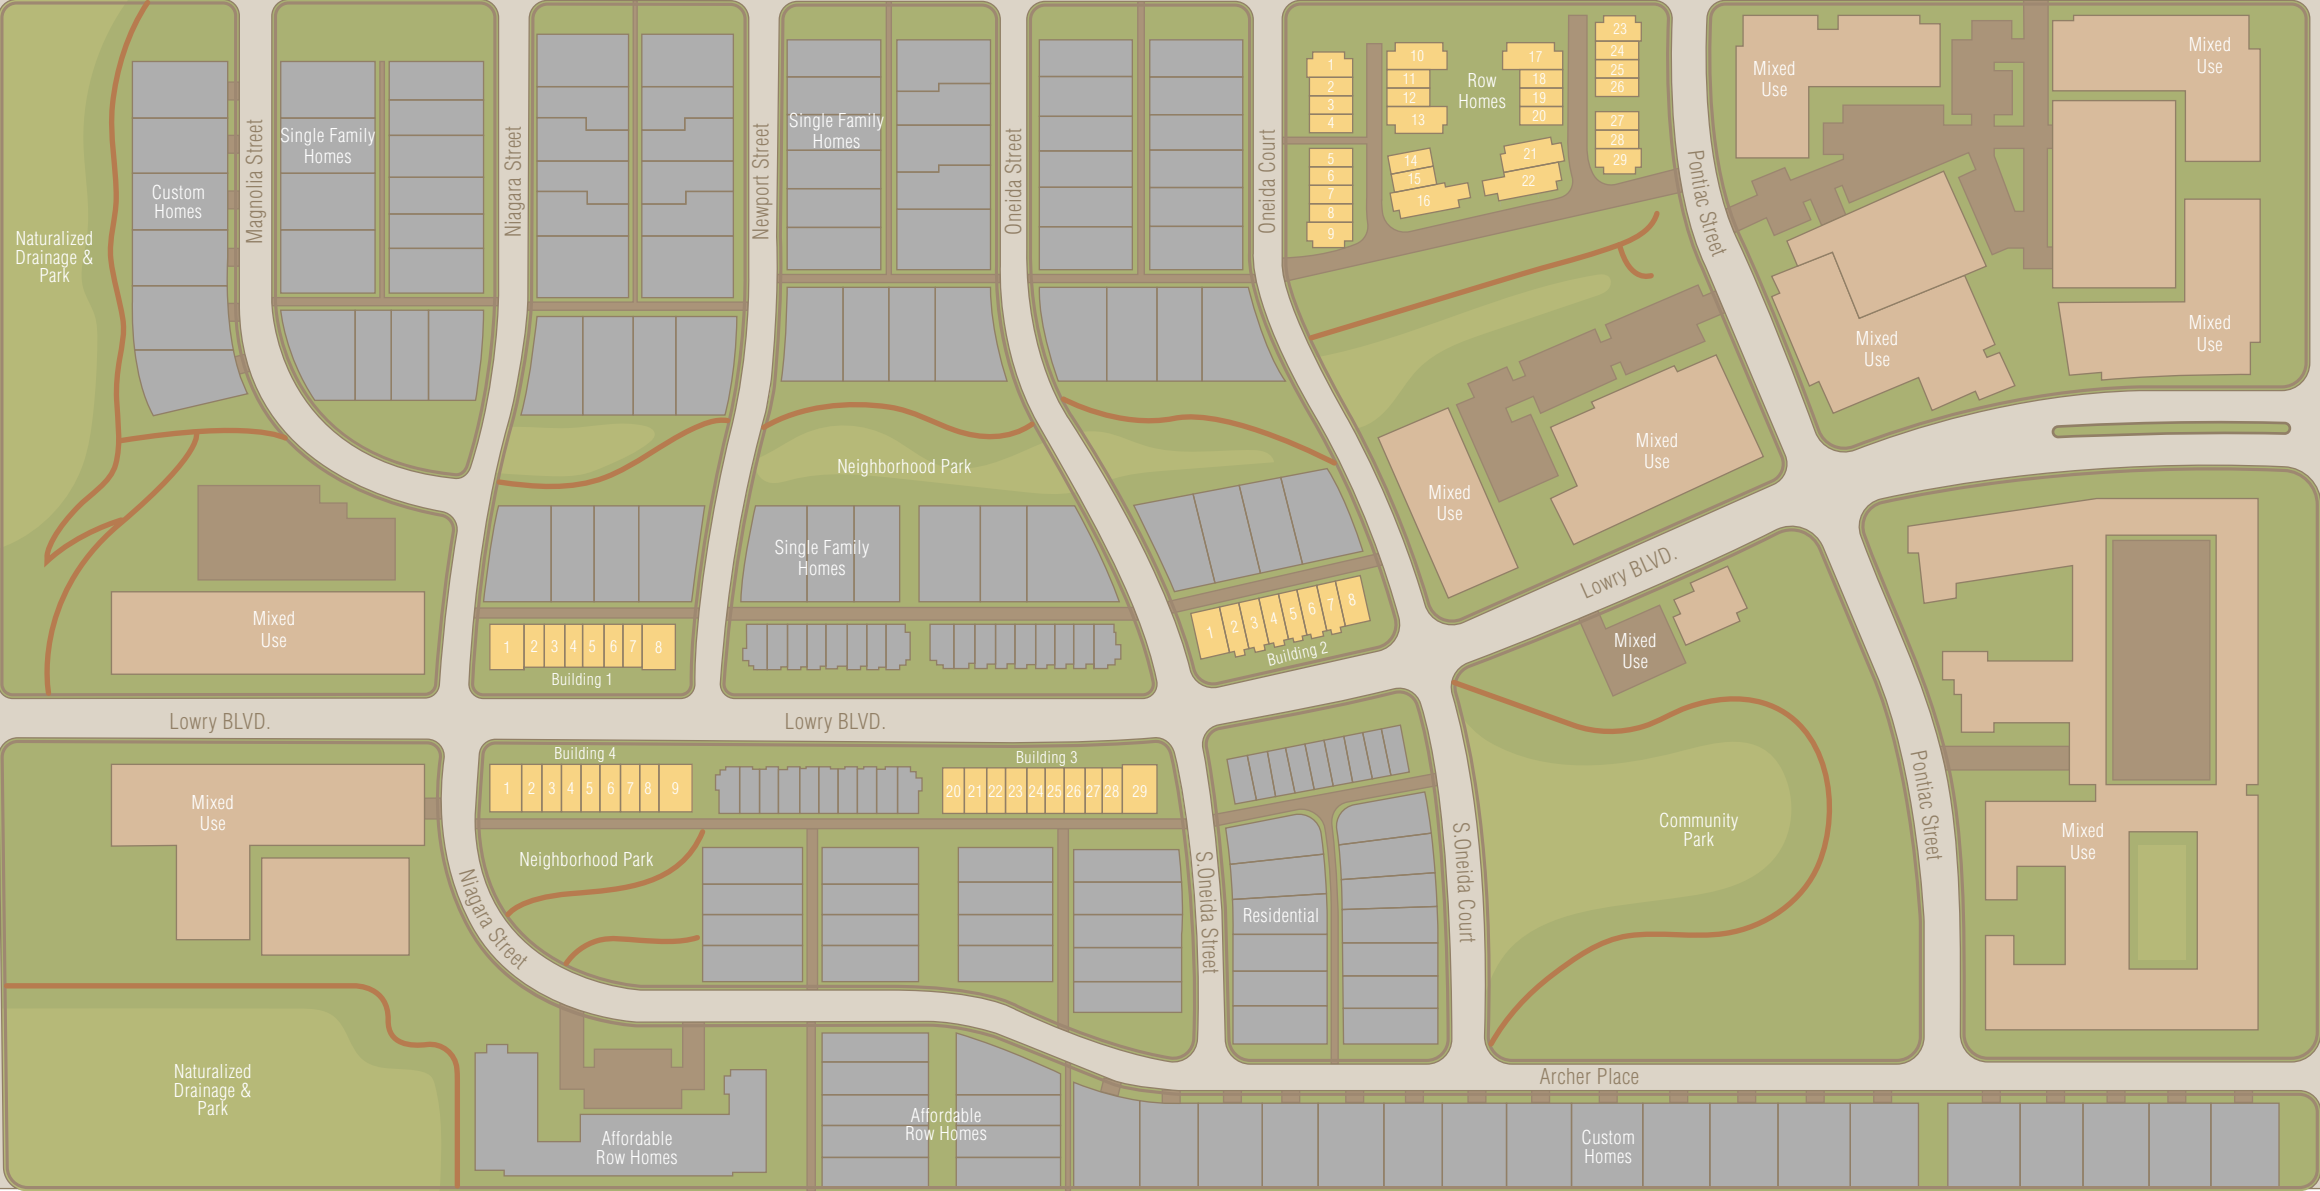 Naturalized
Drainage &
Park
Custom
Homes
Magnolia Street
Single Family
Homes
Niagara Street
Newport Street
Single Family
Homes
Oneida Street
Oneida Court
1
2
3
4
5
6
7
8
9
10
11
12
13
14
15
16
Row
Homes
17
18
19
20
21
22
23
24
25
26
27
28
29
Pontiac Street
Mixed
Use
Mixed
Use
Mixed
Use
Mixed
Use
Mixed
Use
Mixed
Use
Neighborhood Park
Single Family
Homes
Lowry BLVD.
Mixed
Use
Mixed
Use
1 2 3 4 5 6 7 8
Building 1
1 2 3 4 5 6 7 8
Building 2
Lowry BLVD.
Lowry BLVD.
Building 4
1 2 3 4 5 6 7 8 9
Building 3
20 21 22 23 24 25 26 27 28 29
Mixed
Use
Neighborhood Park
Niagara Street
S.Oneida Street
Residential
S.Oneida Court
Community
Park
Pontiac Street
Mixed
Use
Naturalized
Drainage &
Park
Affordable
Row Homes
Affordable
Row Homes
Archer Place
Custom
Homes